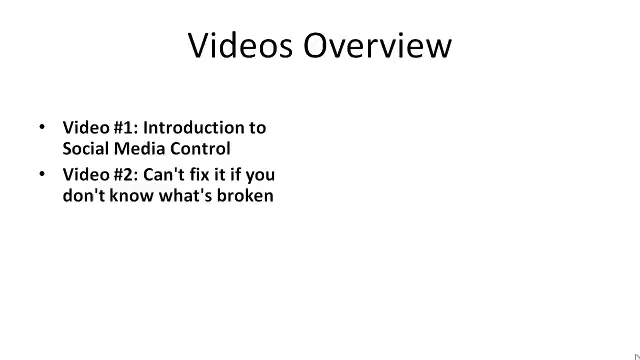 Videos Overview
• Video #1: Introduction to
Social Media Control
• Video #2: Can't fix it if you
don't know what's broken